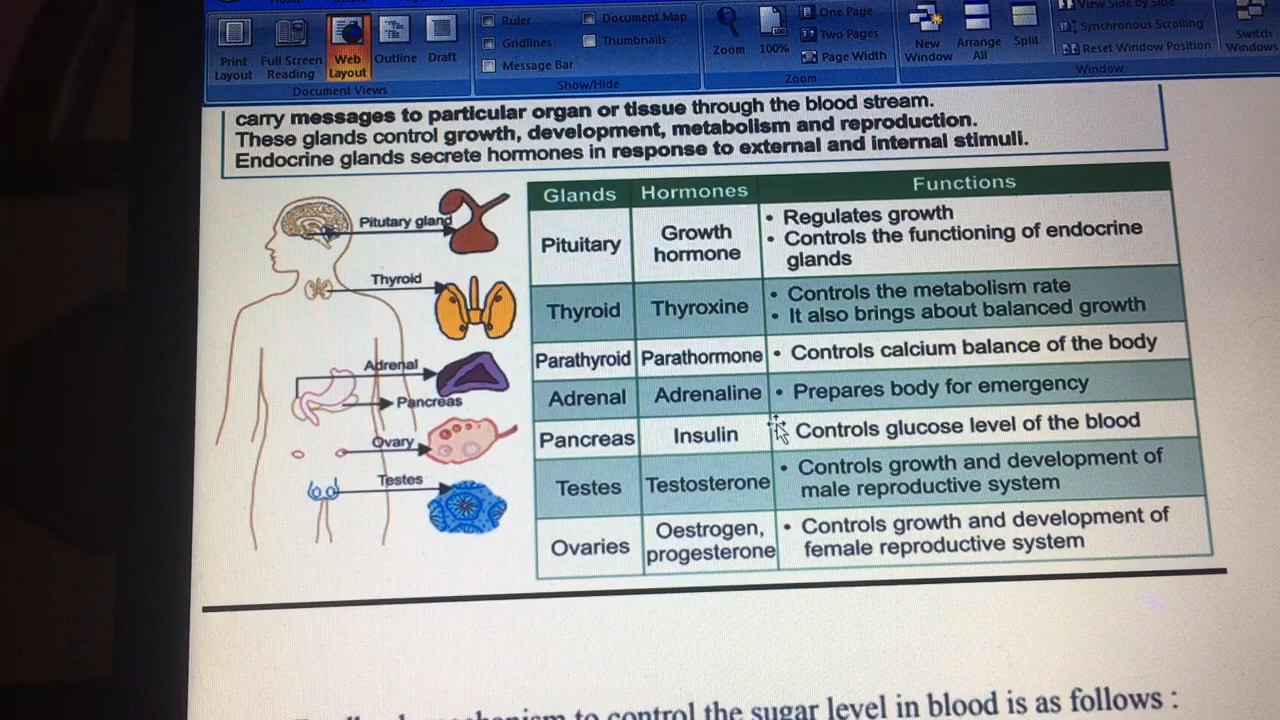 Ruler
Gridlines
Message Bar
Document Map
Thumbnails
Show/Hide
Print Layout
Full Screen Reading
Web Layout
Outline
Draft
Document Views
Zoom
100%
One Page
Two Pages
Page Width
Zoom
New Window
Arrange All
Split
View Side by Side
Synchronous Scrolling
Reset Window Position
Window
Switch Windows
carry messages to particular organ or tissue through the blood stream.
These glands control growth, development, metabolism and reproduction.
Endocrine glands secrete hormones in response to external and internal stimuli.
Pitutary gland
Thyroid
Adrenal
Pancreas
Ovary
Testes
Glands Hormones Functions
Pituitary
Growth
hormone
• Regulates growth
• Controls the functioning of endocrine
glands
Thyroid
Thyroxine
• Controls the metabolism rate
• It also brings about balanced growth
Parathyroid Parathormone • Controls calcium balance of the body
Adrenal Adrenaline • Prepares body for emergency
Pancreas Insulin Controls glucose level of the blood
Testes
Testosterone
• Controls growth and development of
male reproductive system
Ovaries
Oestrogen,
progesterone
• Controls growth and development of
female reproductive system
to control the sugar level in blood is as follows :